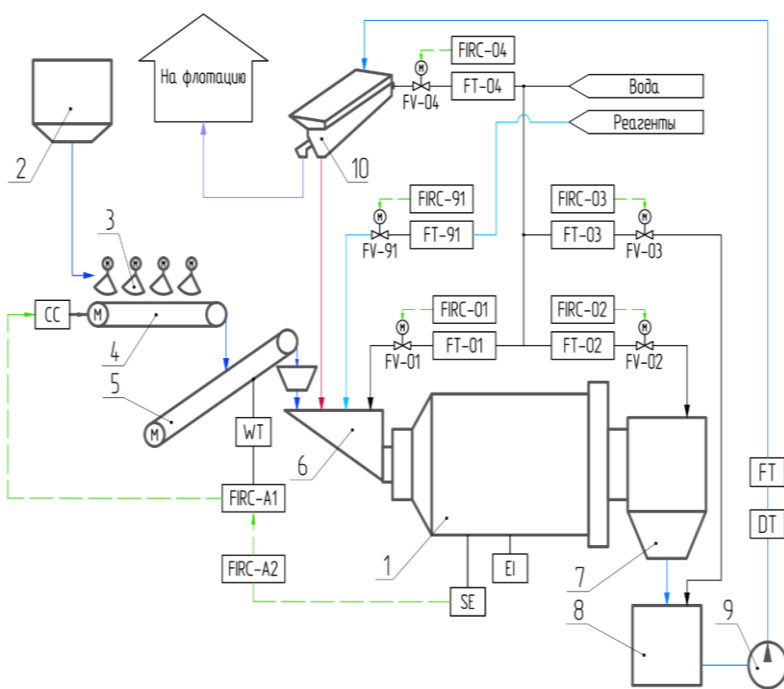 FIRC-04
На флотацию
FV-04
FT-04
Вода
Реагенты
2
10
3
FIRC-91
FIRC-03
FV-91
FT-91
FT-03
FV-03
CC
M
4
FIRC-01
FIRC-02
FV-01
FT-01
FT-02
FV-02
5
M
WT
6
FIRC-A1
FIRC-A2
1
SE
EI
7
8
9
FT
DT
M
M
M
M
M
M
M
M
M
M